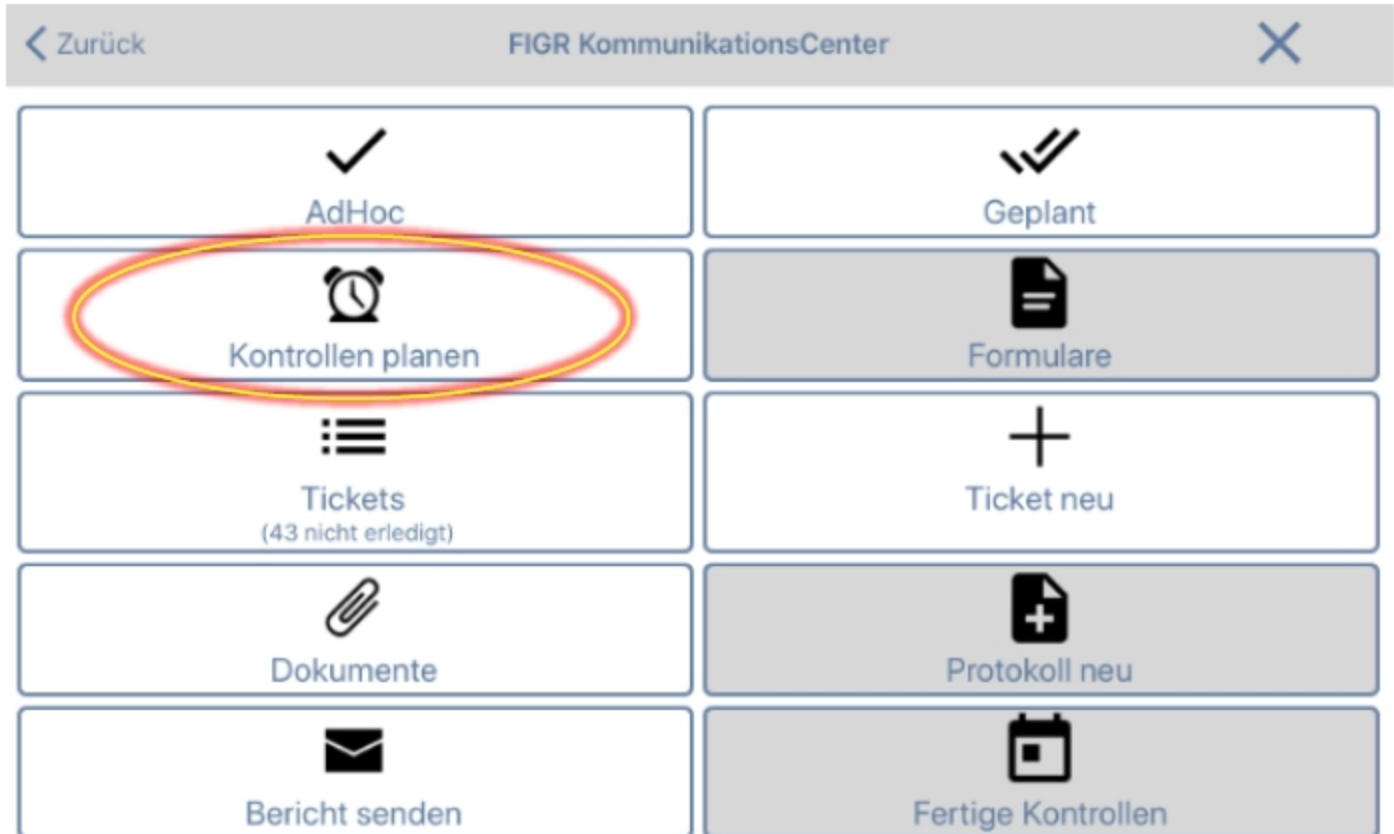 Zurück
FIGR KommunikationsCenter
AdHoc
Geplant
Kontrollen planen
Formulare
Tickets
(43 nicht erledigt)
Ticket neu
Dokumente
Protokoll neu
Bericht senden
Fertige Kontrollen